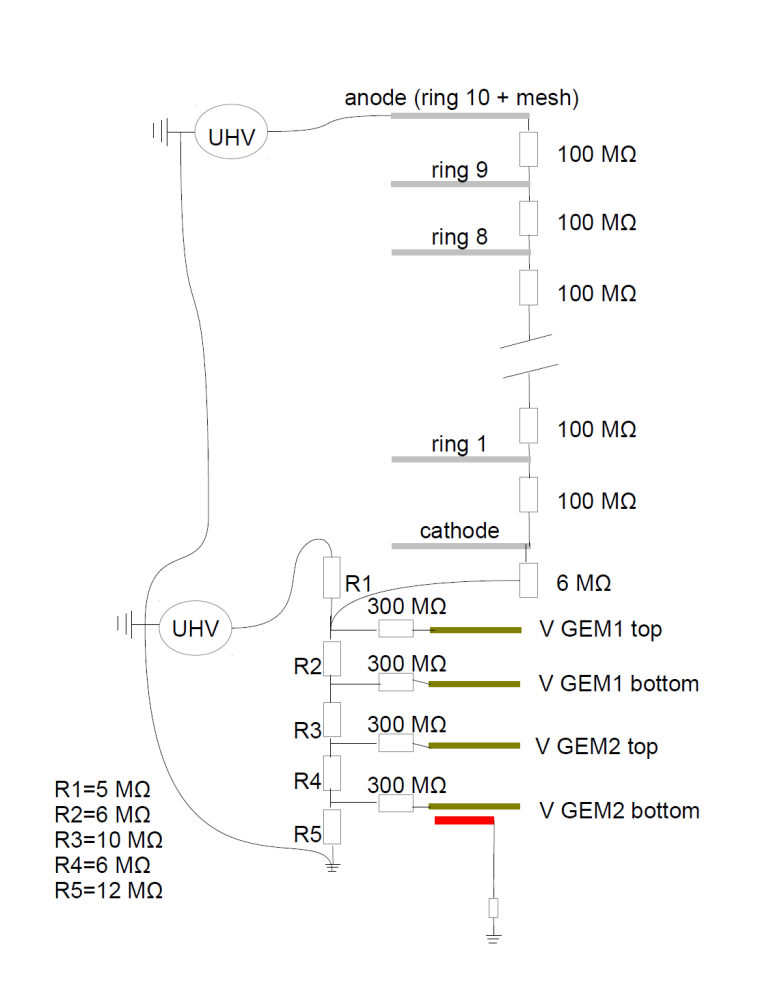 anode (ring 10 + mesh)
UHV
100 MΩ
ring 9
100 MΩ
ring 8
100 MΩ
100 MΩ
ring 1
100 MΩ
cathode
R1
6 MΩ
300 MΩ
UHV
V GEM1 top
R2
300 MΩ
V GEM1 bottom
300 MΩ
R3
V GEM2 top
R4
300 MΩ
V GEM2 bottom
R5
R1=5 MΩ
R2=6 MΩ
R3=10 MΩ
R4=6 MΩ
R5=12 MΩ